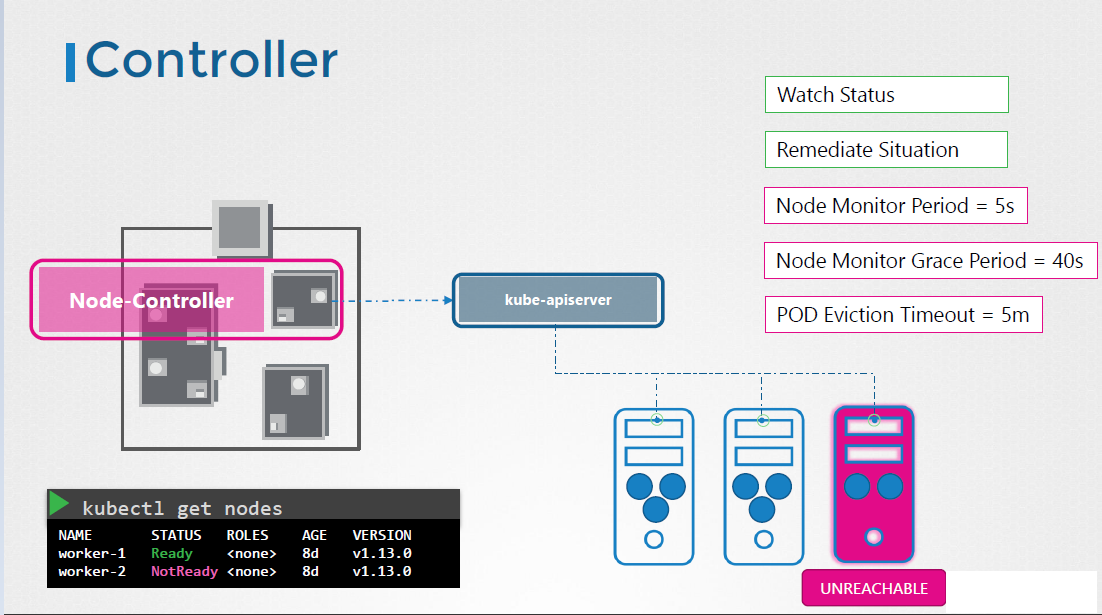 Controller
Watch Status
Remediate Situation
Node Monitor Period = 5s
Node Monitor Grace Period = 40s
POD Eviction Timeout = 5m
Node-Controller
kube-apiserver
kubectl get nodes
NAME STATUS ROLES AGE VERSION
worker-1 Ready <none> 8d v1.13.0
worker-2 NotReady <none> 8d v1.13.0
UNREACHABLE